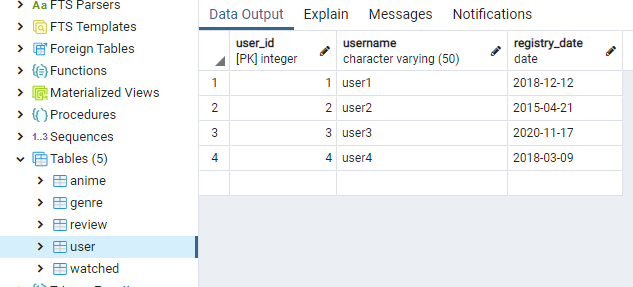 FTS Parsers
FTS Templates
Foreign Tables
Functions
Materialized Views
Procedures
1..3 Sequences
Tables (5)
anime
genre
review
user
watched
Data Output Explain Messages Notifications
user_id username registry_date
[PK] integer character varying (50) date
1 1 user1 2018-12-12
2 2 user2 2015-04-21
3 3 user3 2020-11-17
4 4 user4 2018-03-09